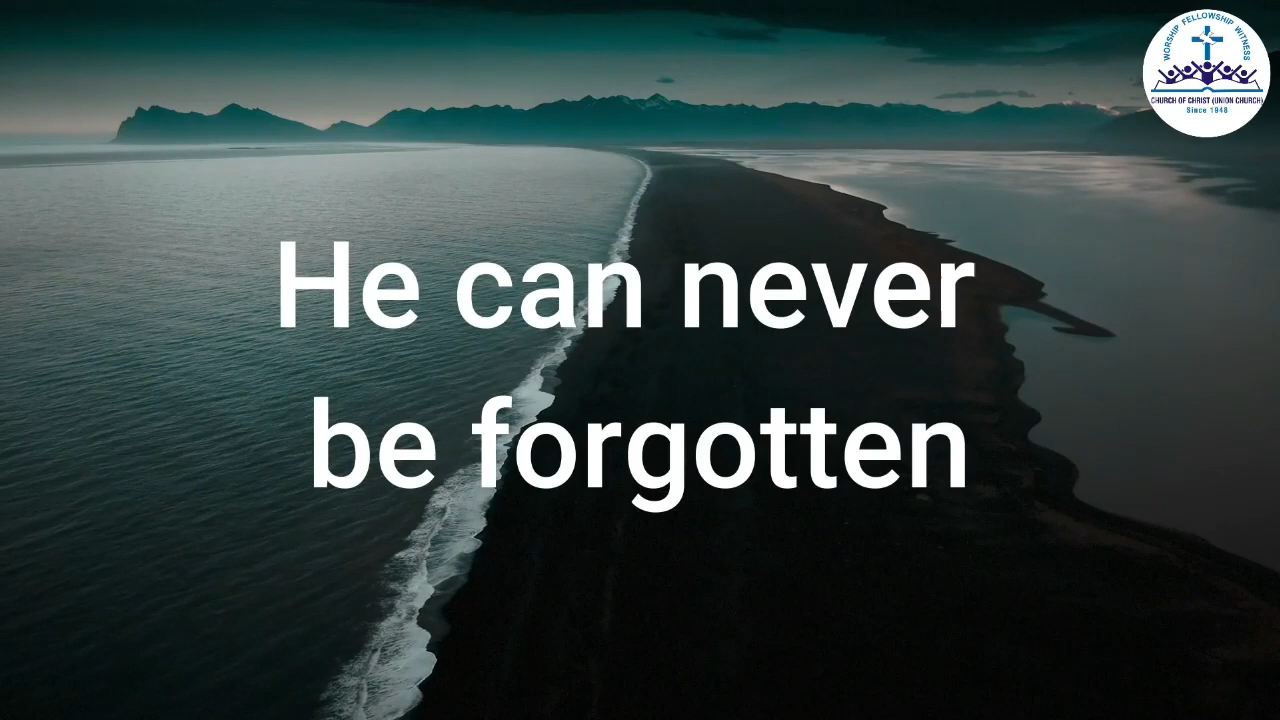 WORSHIP FELLOWSHIP WITNESS
CHURCH OF CHRIST (UNION CHURCH)
Since 1948
He can never
be forgotten